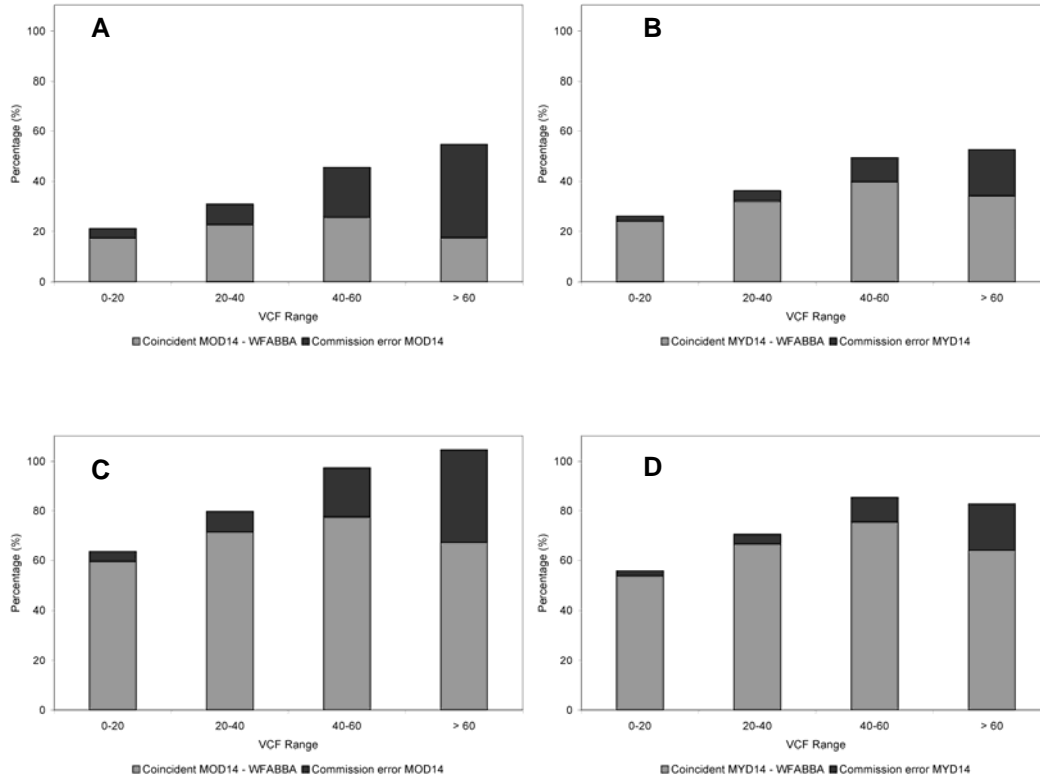 A
100
80
60
40
20
0
Percentage (%)
0-20 20-40 40-60 > 60
VCF Range
Coincident MOD14 - WFABBA Commission error MOD14
B
100
80
60
40
20
0
Percentage (%)
0-20 20-40 40-60 > 60
VCF Range
Coincident MYD14 - WFABBA Commission error MYD14
C
100
80
60
40
20
0
Percentage (%)
0-20 20-40 40-60 > 60
VCF Range
Coincident MOD14 - WFABBA Commission error MOD14
D
100
80
60
40
20
0
Percentage (%)
0-20 20-40 40-60 > 60
VCF Range
Coincident MYD14 - WFABBA Commission error MYD14